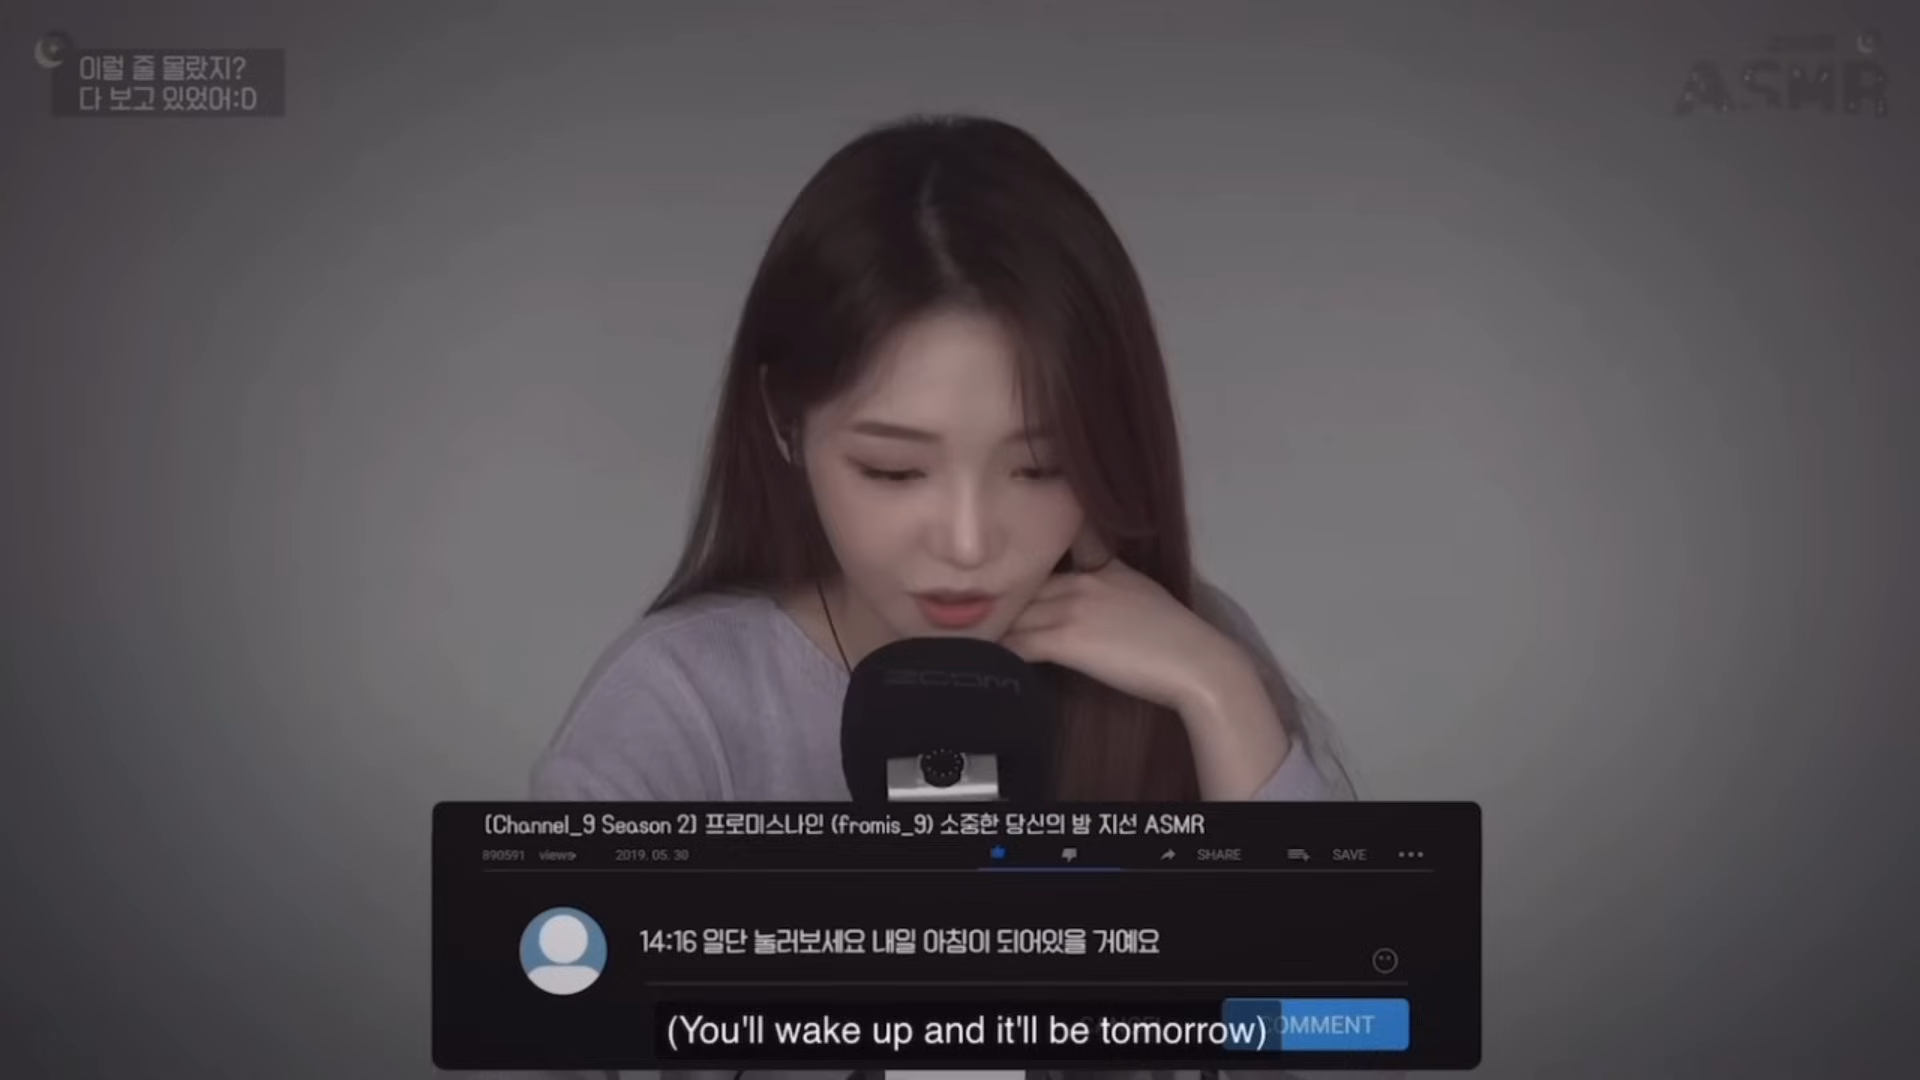 이럴 줄 몰랐지?
다 보고 있었어:D
ASMR
ZOOM
[Channel_9 Season 2] 프로미스나인 (fromis_9) 소중한 당신의 밤 지선 ASMR
890591 views 2019. 05. 30 SHARE SAVE
14:16 일단 눌러보세요 내일 아침이 되어있을 거예요
CANCEL COMMENT
(You'll wake up and it'll be tomorrow)